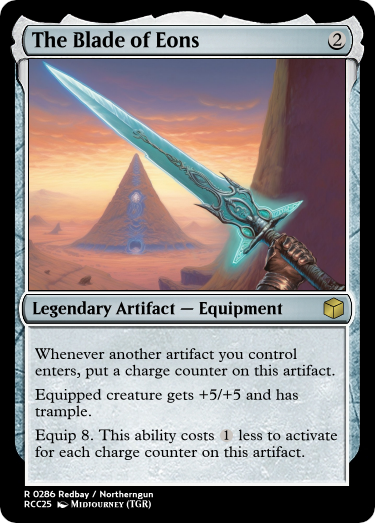 The Blade of Eons 2
Legendary Artifact — Equipment
Whenever another artifact you control
enters, put a charge counter on this artifact.
Equipped creature gets +5/+5 and has
trample.
Equip 8. This ability costs 1 less to activate
for each charge counter on this artifact.
R 0286 Redbay / Northerngun
RCC25 Midjourney (TGR)